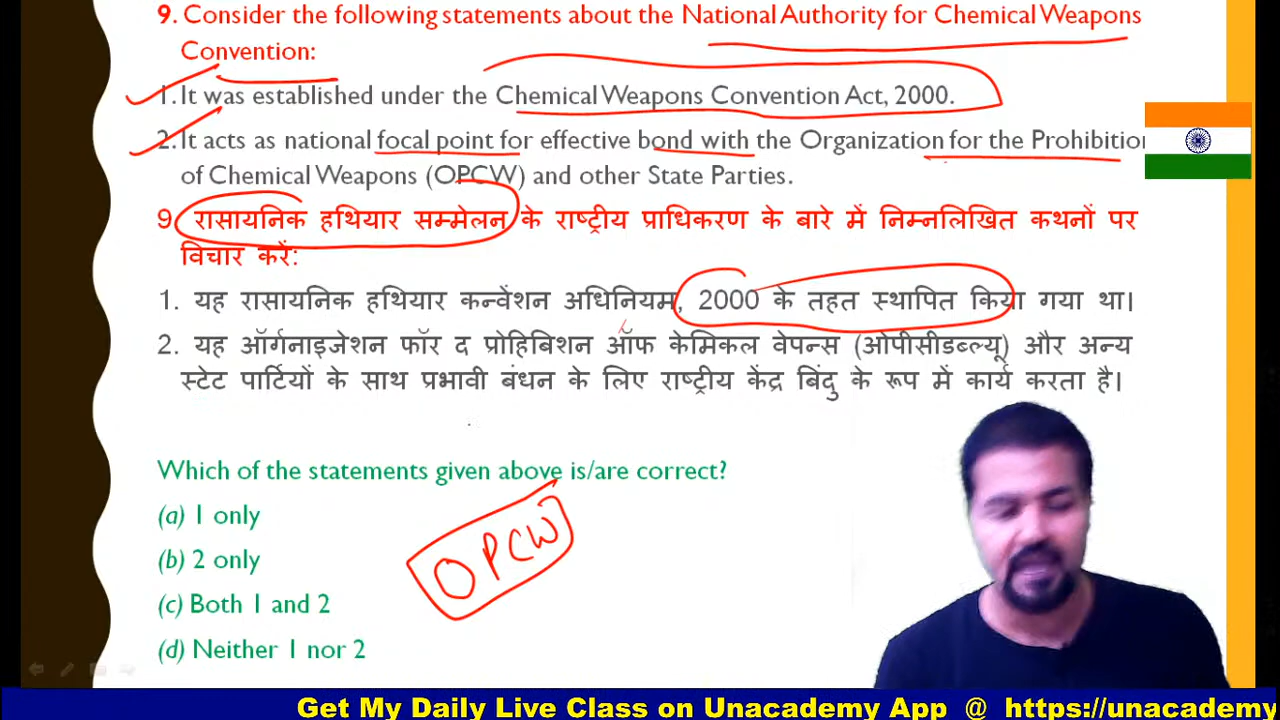 9. Consider the following statements about the National Authority for Chemical Weapons
Convention:
1. It was established under the Chemical Weapons Convention Act, 2000.
2. It acts as national focal point for effective bond with the Organization for the Prohibition
of Chemical Weapons (OPCW) and other State Parties.
9 रासायनिक हथियार सम्मेलन के राष्ट्रीय प्राधिकरण के बारे में निम्नलिखित कथनों पर
विचार करें:
1. यह रासायनिक हथियार कन्वेंशन अधिनियम, 2000 के तहत स्थापित किया गया था।
2. यह ऑर्गनाइजेशन फॉर द प्रोहिबिशन ऑफ केमिकल वेपन्स (ओपीसीडब्ल्यू) और अन्य
स्टेट पार्टियों के साथ प्रभावी बंधन के लिए राष्ट्रीय केंद्र बिंदु के रूप में कार्य करता है।
Which of the statements given above is/are correct?
(a) 1 only
(b) 2 only
(c) Both 1 and 2
(d) Neither 1 nor 2
OPCW
Get My Daily Live Class on Unacademy App @ https://unacademy